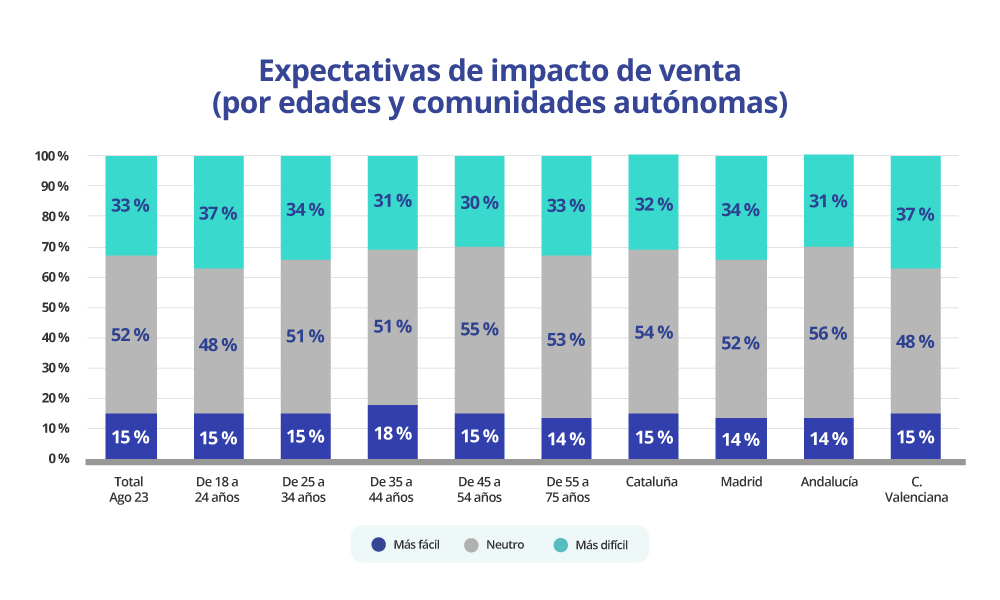 Expectativas de impacto de venta
(por edades y comunidades autónomas)
100 %
90 %
80 %
70 %
60 %
50 %
40 %
30 %
20 %
10 %
0 %
33 %
37 %
34 %
31 %
30 %
33 %
32 %
34 %
31 %
37 %
52 %
48 %
51 %
51 %
55 %
53 %
54 %
52 %
56 %
48 %
15 %
15 %
15 %
18 %
15 %
14 %
15 %
14 %
14 %
15 %
Total
Ago 23
De 18 a
24 años
De 25 a
34 años
De 35 a
44 años
De 45 a
54 años
De 55 a
75 años
Cataluña
Madrid
Andalucía
C.
Valenciana
Más fácil
Neutro
Más difícil